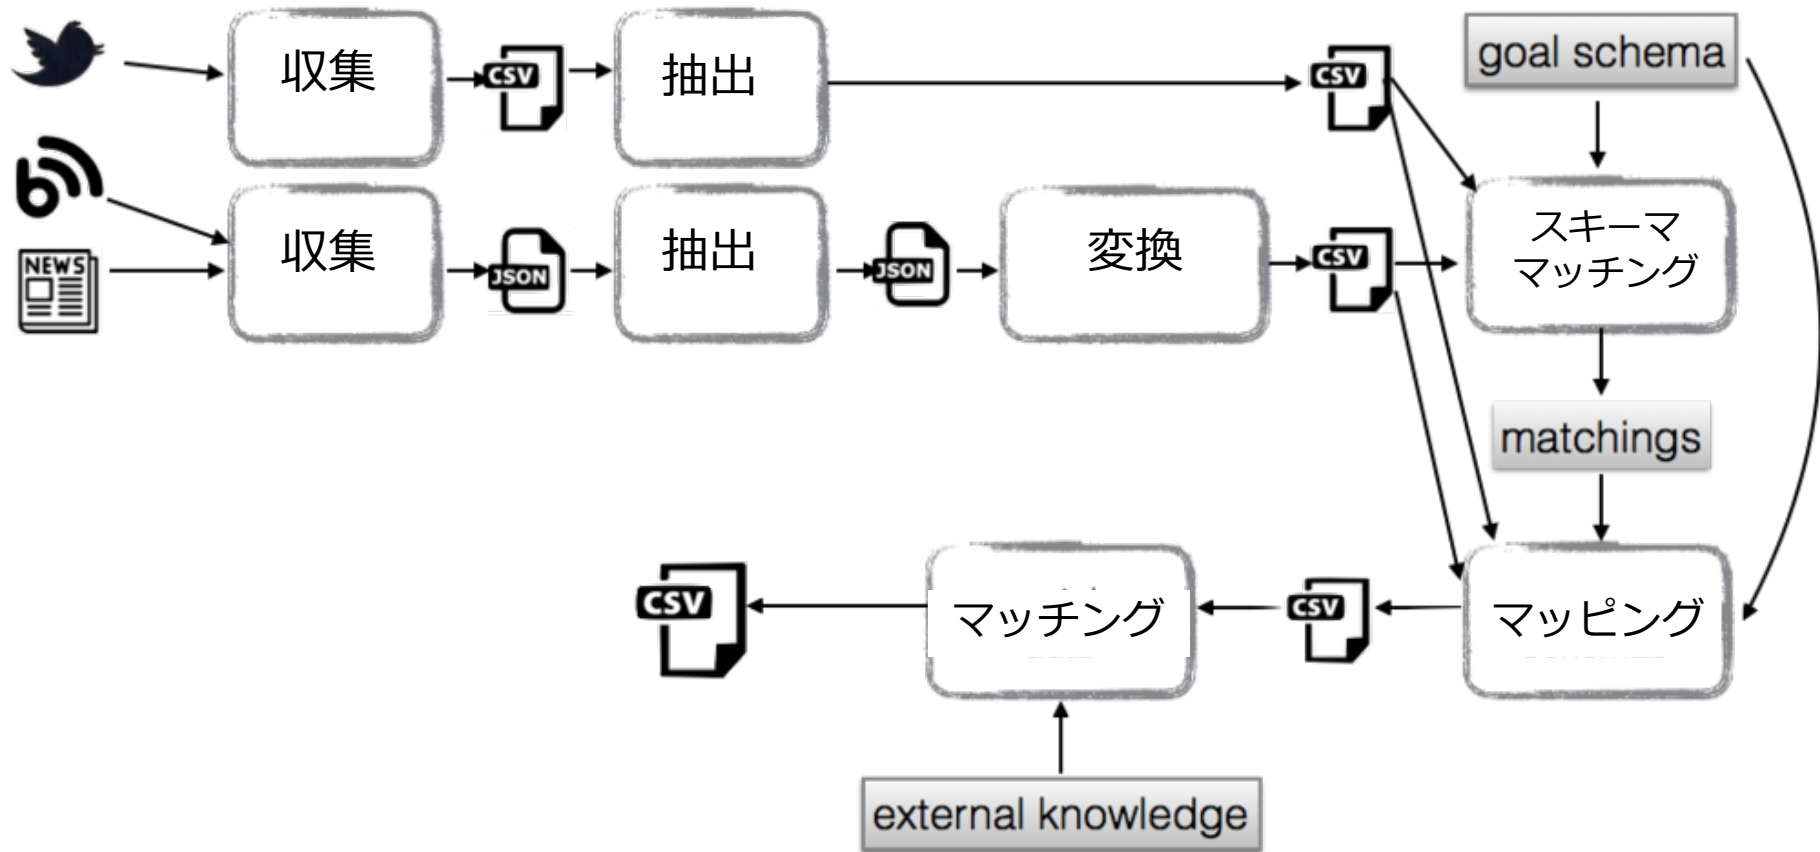 収集
CSV
抽出
CSV
goal schema
NEWS
収集
JSON
抽出
JSON
変換
CSV
スキーマ
マッチング
matchings
CSV
マッチング
CSV
マッピング
external knowledge